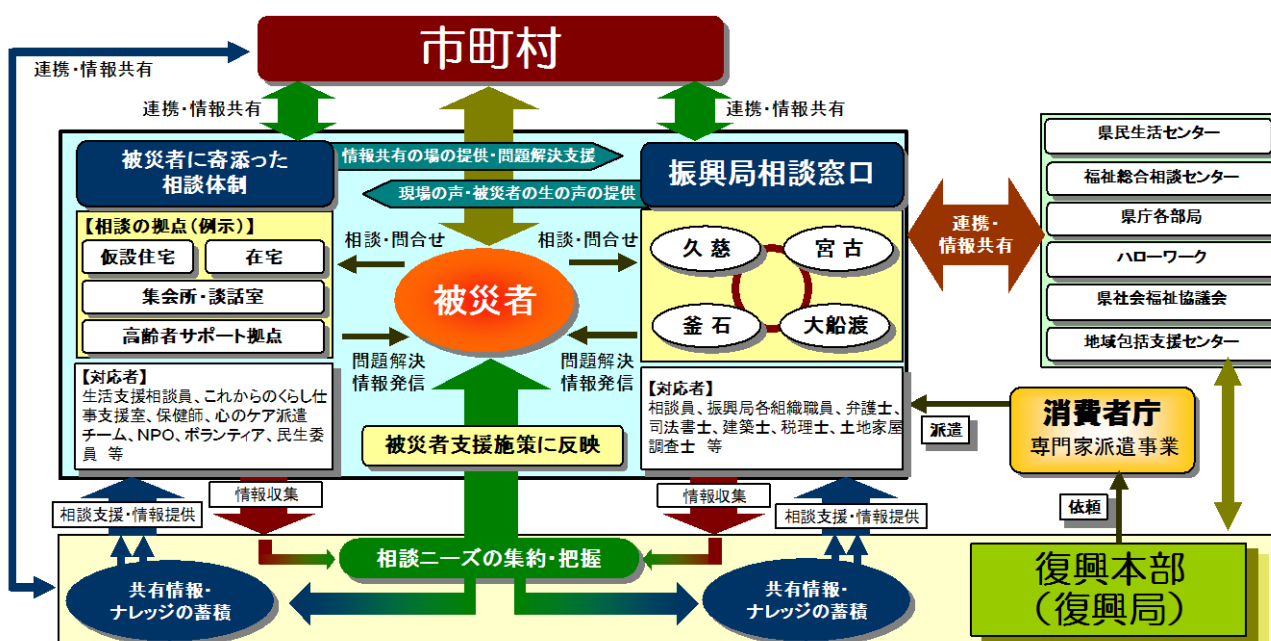 市町村
連携・情報共有
連携・情報共有
連携・情報共有
被災者に寄添った
相談体制
情報共有の場の提供・問題解決支援
現場の声・被災者の生の声の提供
振興局相談窓口
【相談の拠点(例示)】
仮設住宅
在宅
集会所・談話室
高齢者サポート拠点
相談・問合せ
相談・問合せ
被災者
問題解決
情報発信
問題解決
情報発信
久慈
宮古
釜石
大船渡
連携・
情報共有
県民生活センター
福祉総合相談センター
県庁各部局
ハローワーク
県社会福祉協議会
地域包括支援センター
【対応者】
生活支援相談員、これからのくらし仕
事支援室、保健師、心のケア派遣
チーム、NPO、ボランティア、民生委
員 等
被災者支援施策に反映
【対応者】
相談員、振興局各組織職員、弁護士、
司法書士、建築士、税理士、土地家屋
調査士 等
派遣
消費者庁
専門家派遣事業
依頼
情報収集
相談支援・情報提供
情報収集
相談支援・情報提供
相談ニーズの集約・把握
共有情報・
ナレッジの蓄積
共有情報・
ナレッジの蓄積
復興本部
(復興局)